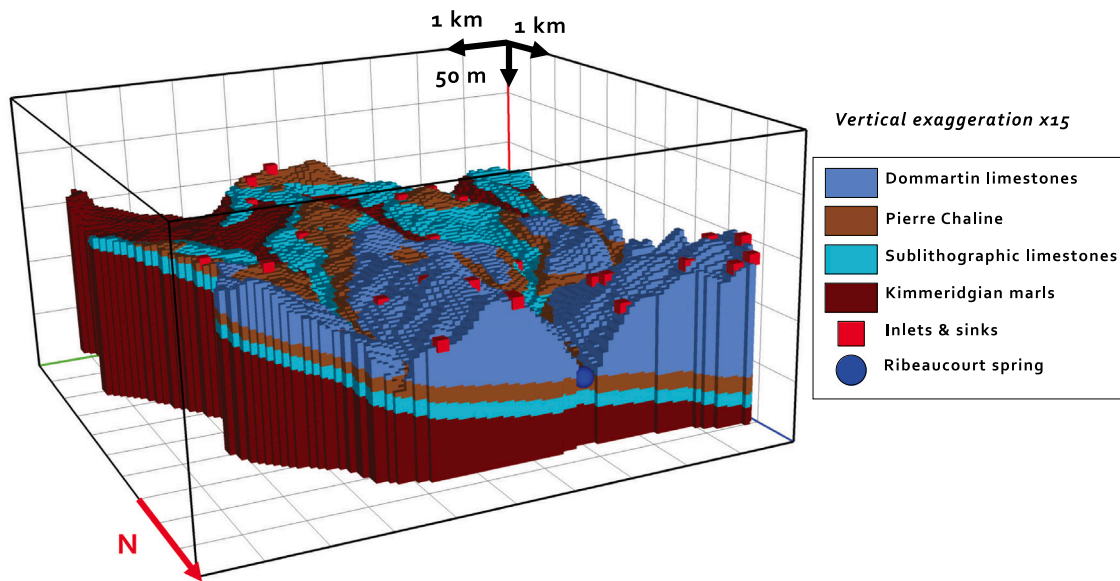 1 km
1 km
50 m
Vertical exaggeration x15
Dommartin limestones
Pierre Chaline
Sublithographic limestones
Kimmeridgian marls
Inlets & sinks
Ribeaucourt spring
N